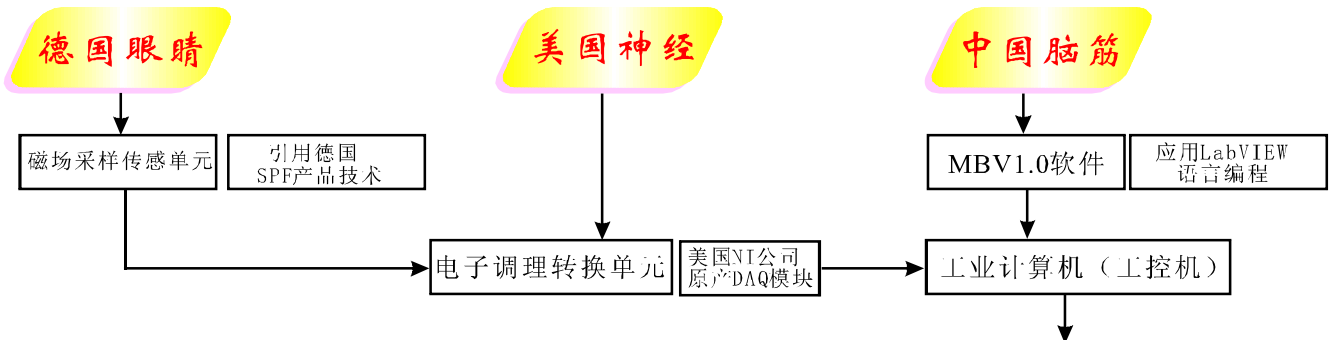 德国眼睛
美国神经
中国脑筋
磁场采样传感单元
引用德国
SPF产品技术
MBV1.0软件
应用LabVIEW
语言编程
电子调理转换单元
美国NI公司
原产DAQ模块
工业计算机（工控机）